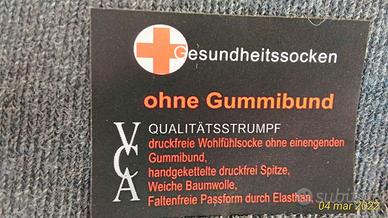 Gesundheitssocken
ohne Gummibund
VCA
QUALITÄTSSTRUMPF
druckfreie Wohlfühlsocke ohne einengenden
Gummibund,
handgekettelte druckfrei Spitze,
Weiche Baumwolle,
Faltenfreie Passform durch Elasthan.
subito
04 mar 2022